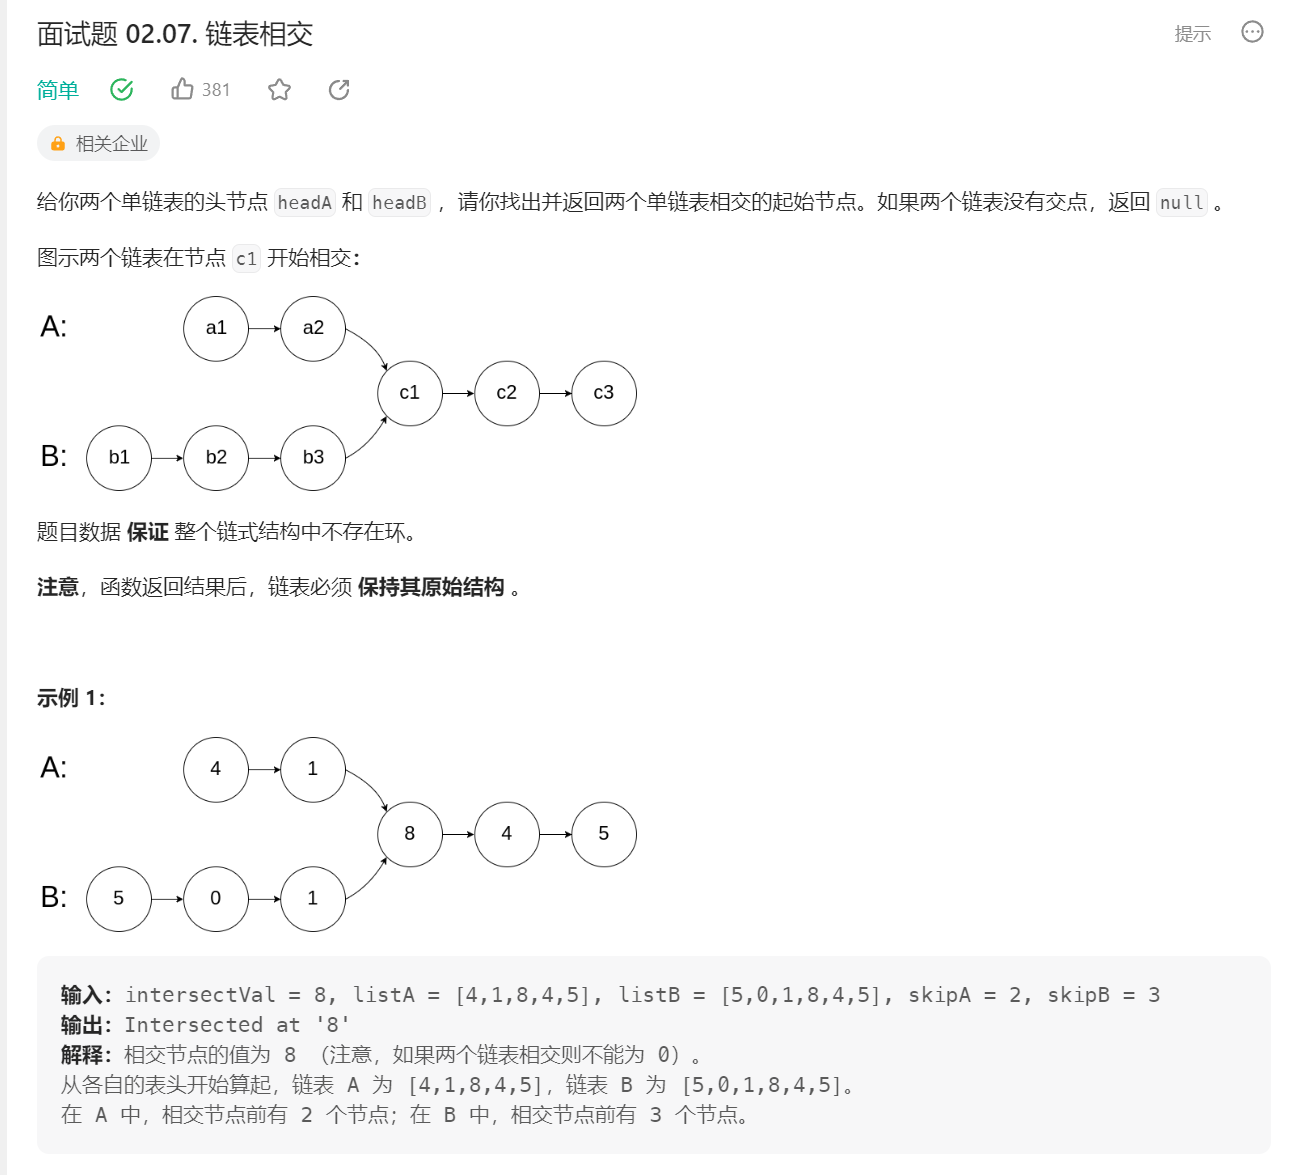 面试题 02.07. 链表相交
提示
简单 381
相关企业
给你两个单链表的头节点 headA 和 headB ，请你找出并返回两个单链表相交的起始节点。如果两个链表没有交点，返回 null 。
图示两个链表在节点 c1 开始相交：
A: a1 a2
c1 c2 c3
B: b1 b2 b3
题目数据 保证 整个链式结构中不存在环。
注意，函数返回结果后，链表必须 保持其原始结构 。
示例 1：
A: 4 1
8 4 5
B: 5 0 1
输入：intersectVal = 8, listA = [4,1,8,4,5], listB = [5,0,1,8,4,5], skipA = 2, skipB = 3
输出：Intersected at '8'
解释：相交节点的值为 8 （注意，如果两个链表相交则不能为 0）。
从各自的表头开始算起，链表 A 为 [4,1,8,4,5]，链表 B 为 [5,0,1,8,4,5]。
在 A 中，相交节点前有 2 个节点；在 B 中，相交节点前有 3 个节点。